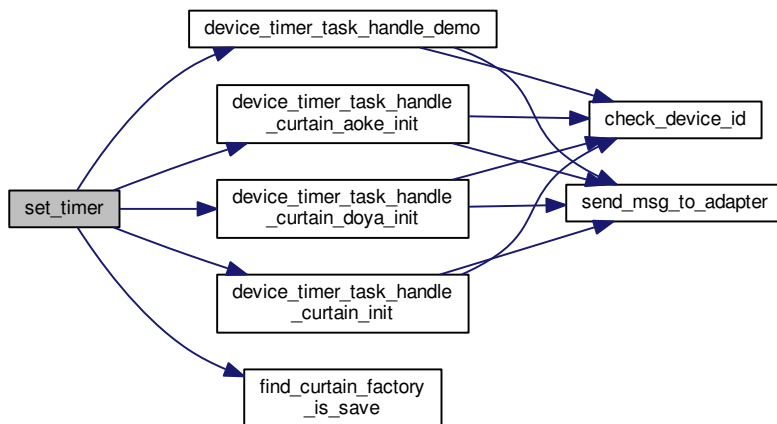 device_timer_task_handle_demo
device_timer_task_handle
_curtain_aoke_init
check_device_id
set_timer
device_timer_task_handle
_curtain_doya_init
send_msg_to_adapter
device_timer_task_handle
_curtain_init
find_curtain_factory
_is_save